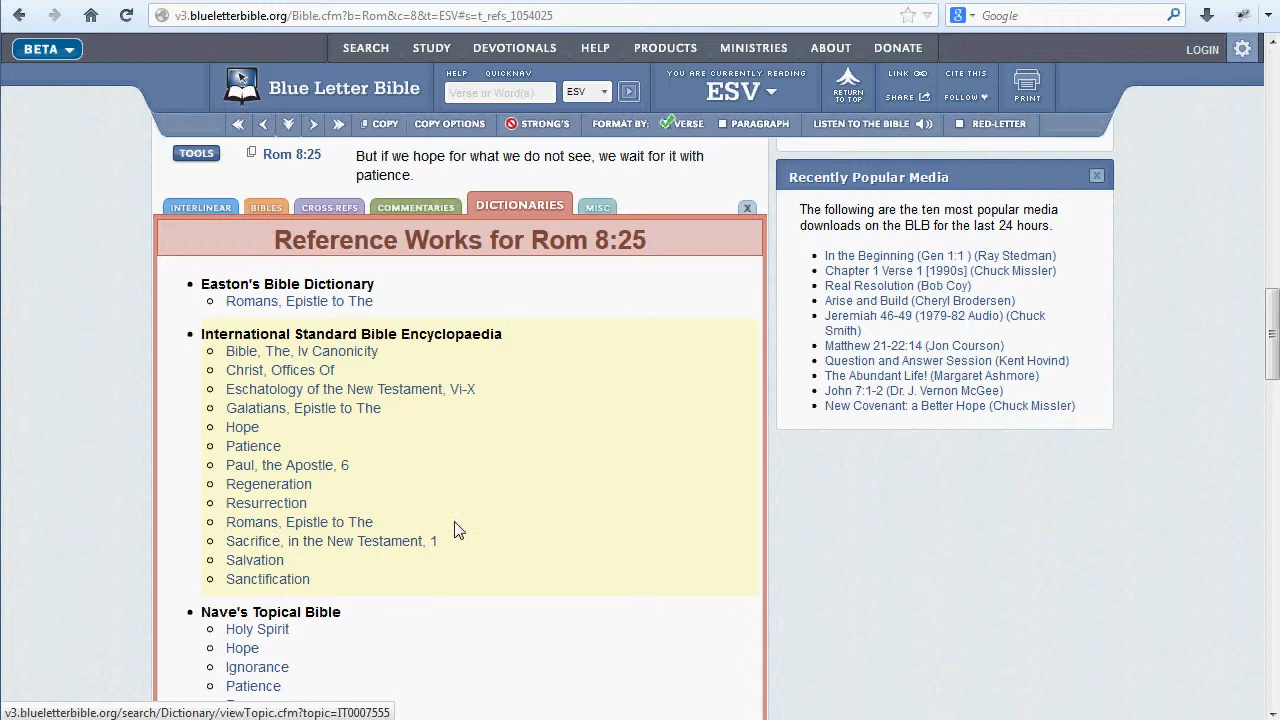 v3.blueletterbible.org/Bible.cfm?b=Rom&c=8&t=ESV#s=t_refs_1054025
Google
BETA
SEARCH STUDY DEVOTIONALS HELP PRODUCTS MINISTRIES ABOUT DONATE
LOGIN
Blue Letter Bible
HELP QUICKNAV
Verse or Word(s)
ESV
YOU ARE CURRENTLY READING
ESV
RETURN TO TOP
LINK
CITE THIS
SHARE
FOLLOW
PRINT
COPY COPY OPTIONS STRONG'S FORMAT BY: VERSE PARAGRAPH LISTEN TO THE BIBLE RED-LETTER
TOOLS
Rom 8:25
But if we hope for what we do not see, we wait for it with
patience.
INTERLINEAR BIBLES CROSS-REFS COMMENTARIES DICTIONARIES MISC
X
Reference Works for Rom 8:25
Easton's Bible Dictionary
Romans, Epistle to The
International Standard Bible Encyclopaedia
Bible, The, Iv Canonicity
Christ, Offices Of
Eschatology of the New Testament, Vi-X
Galatians, Epistle to The
Hope
Patience
Paul, the Apostle, 6
Regeneration
Resurrection
Romans, Epistle to The
Sacrifice, in the New Testament, 1
Salvation
Sanctification
Nave's Topical Bible
Holy Spirit
Hope
Ignorance
Patience
Recently Popular Media
X
The following are the ten most popular media
downloads on the BLB for the last 24 hours.
In the Beginning (Gen 1:1 ) (Ray Stedman)
Chapter 1 Verse 1 [1990s] (Chuck Missler)
Real Resolution (Bob Coy)
Arise and Build (Cheryl Brodersen)
Jeremiah 46-49 (1979-82 Audio) (Chuck
Smith)
Matthew 21-22:14 (Jon Courson)
Question and Answer Session (Kent Hovind)
The Abundant Life! (Margaret Ashmore)
John 7:1-2 (Dr. J. Vernon McGee)
New Covenant: a Better Hope (Chuck Missler)
v3.blueletterbible.org/search/Dictionary/viewTopic.cfm?topic=IT0007555